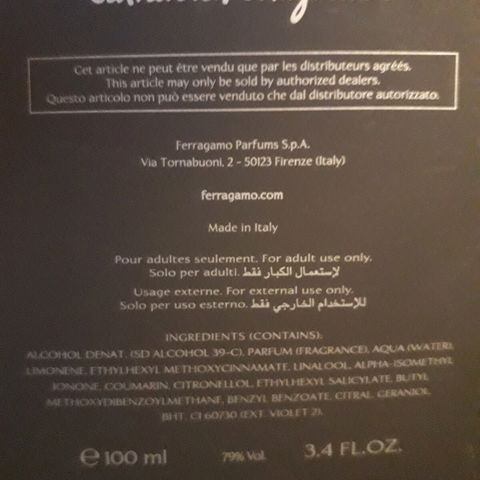 Cet article ne peut être vendu que par les distributeurs agréés.
This article may only be sold by authorized dealers.
Questo articolo non può essere venduto che dal distributore autorizzato.
Ferragamo Parfums S.p.A.
Via Tornabuoni, 2 - 50123 Firenze (Italy)
ferragamo.com
Made in Italy
Pour adultes seulement. For adult use only.
Solo per adulti. لإستعمال الكبار فقط
Usage externe. For external use only.
Solo per uso esterno. للإستخدام الخارجي فقط
INGREDIENTS (CONTAINS):
ALCOHOL DENAT. (SD ALCOHOL 39-C), PARFUM (FRAGRANCE), AQUA (WATER),
LIMONENE, ETHYLHEXYL METHOXYCINNAMATE, LINALOOL, ALPHA-ISOMETHYL
IONONE, COUMARIN, CITRONELLOL, ETHYLHEXYL SALICYLATE, BUTYL
METHOXYDIBENZOYLMETHANE, BENZYL BENZOATE, CITRAL, GERANIOL,
BHT, CI 60730 (EXT. VIOLET 2).
℮ 100 ml 79% Vol. 3.4 FL.OZ.